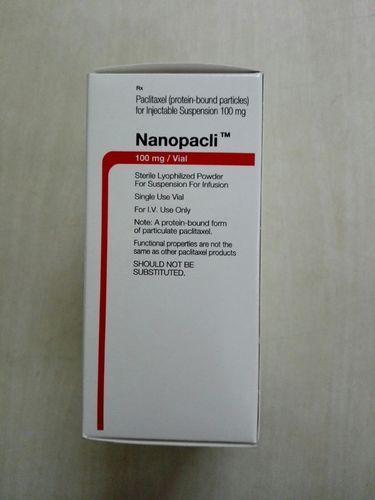 Rx
Paclitaxel (protein-bound particles)
for Injectable Suspension 100 mg
Nanopacli™
100 mg / Vial
Sterile Lyophilized Powder
For Suspension For Infusion
Single Use Vial
For I.V. Use Only
Note: A protein-bound form
of particulate paclitaxel.
Functional properties are not the
same as other paclitaxel products
SHOULD NOT BE
SUBSTITUTED.